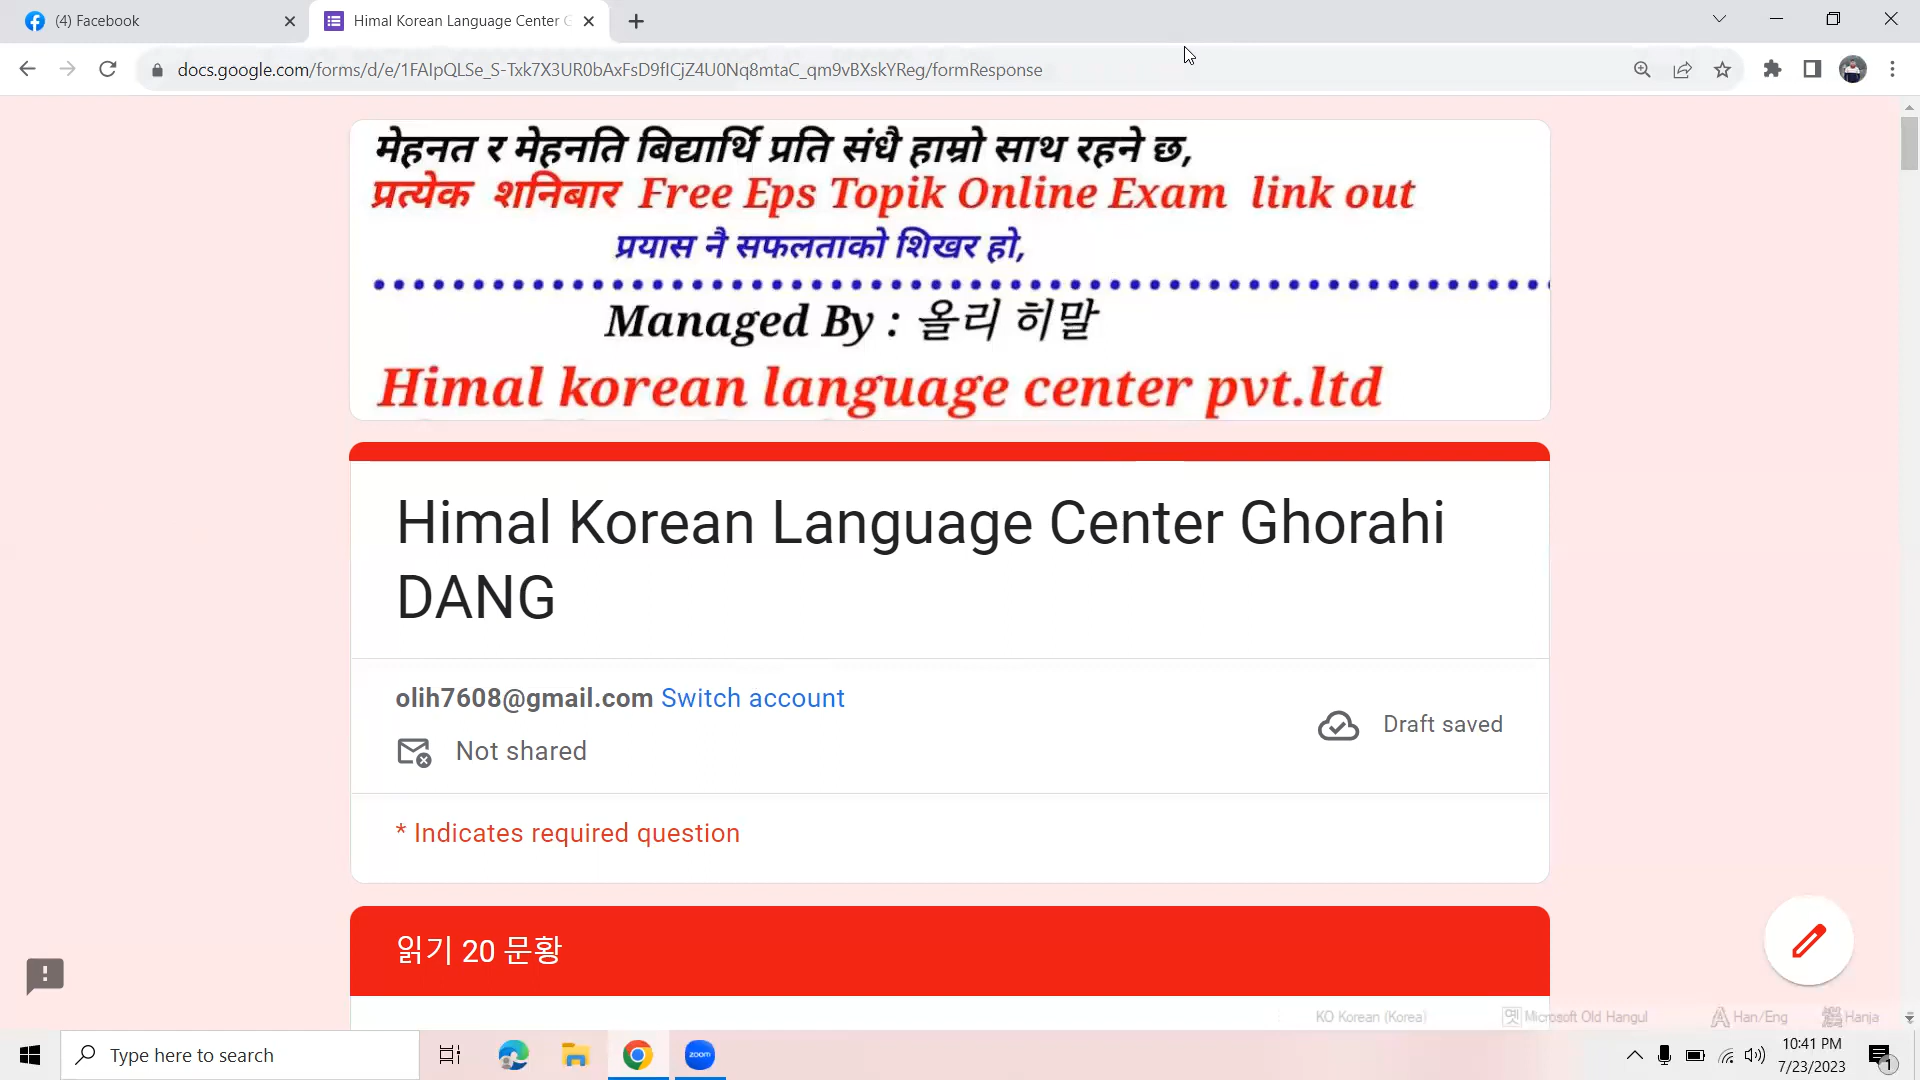 (4) Facebook
Himal Korean Language Center G
docs.google.com/forms/d/e/1FAIpQLSe_S-Txk7X3UR0bAxFsD9fICjZ4U0Nq8mtaC_qm9vBXskYReg/formResponse
मेहनत र मेहनति बिद्यार्थि प्रति संधै हाम्रो साथ रहने छ,
प्रत्येक शनिबार Free Eps Topik Online Exam link out
प्रयास नै सफलताको शिखर हो,
Managed By : 올리 히말
Himal korean language center pvt.ltd
Himal Korean Language Center Ghorahi
DANG
olih7608@gmail.com Switch account
Draft saved
Not shared
* Indicates required question
읽기 20 문황
KO Korean (Korea) Microsoft Old Hangul Han/Eng Hanja
Type here to search
zoom
10:41 PM
7/23/2023
1